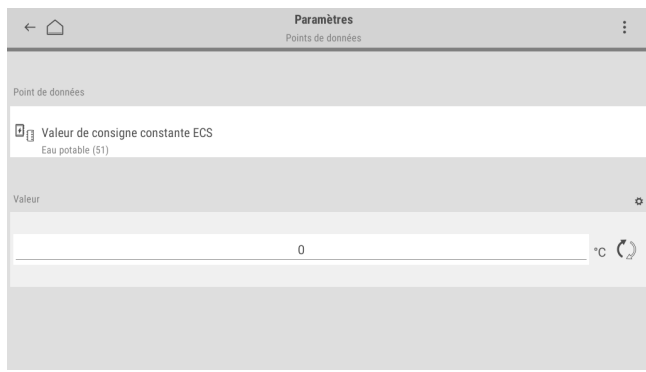 Paramètres
Points de données
Point de données
Valeur de consigne constante ECS
Eau potable (51)
Valeur
0
°C